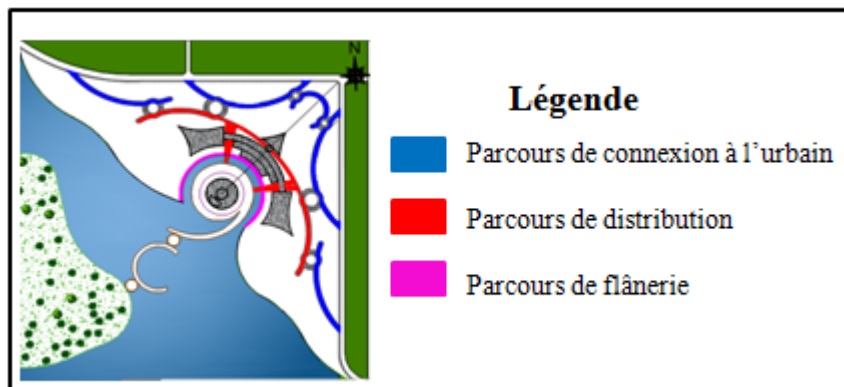 N
Légende
Parcours de connexion à l’urbain
Parcours de distribution
Parcours de flânerie